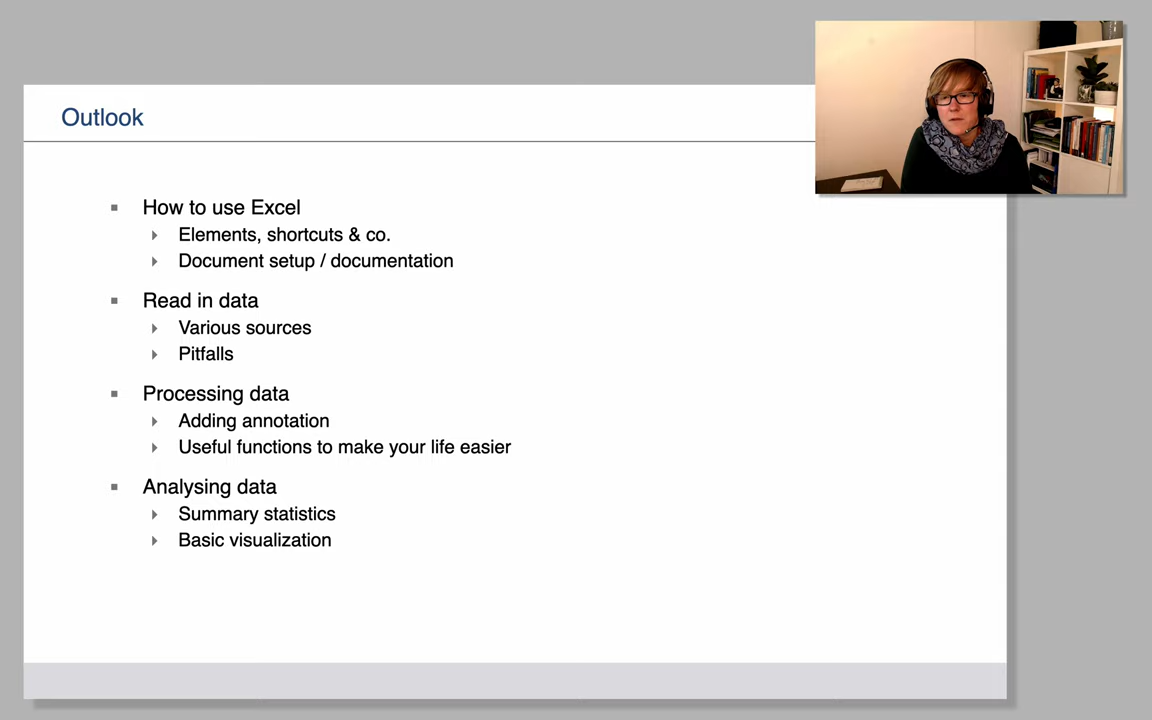 Outlook
How to use Excel
Elements, shortcuts & co.
Document setup / documentation
Read in data
Various sources
Pitfalls
Processing data
Adding annotation
Useful functions to make your life easier
Analysing data
Summary statistics
Basic visualization